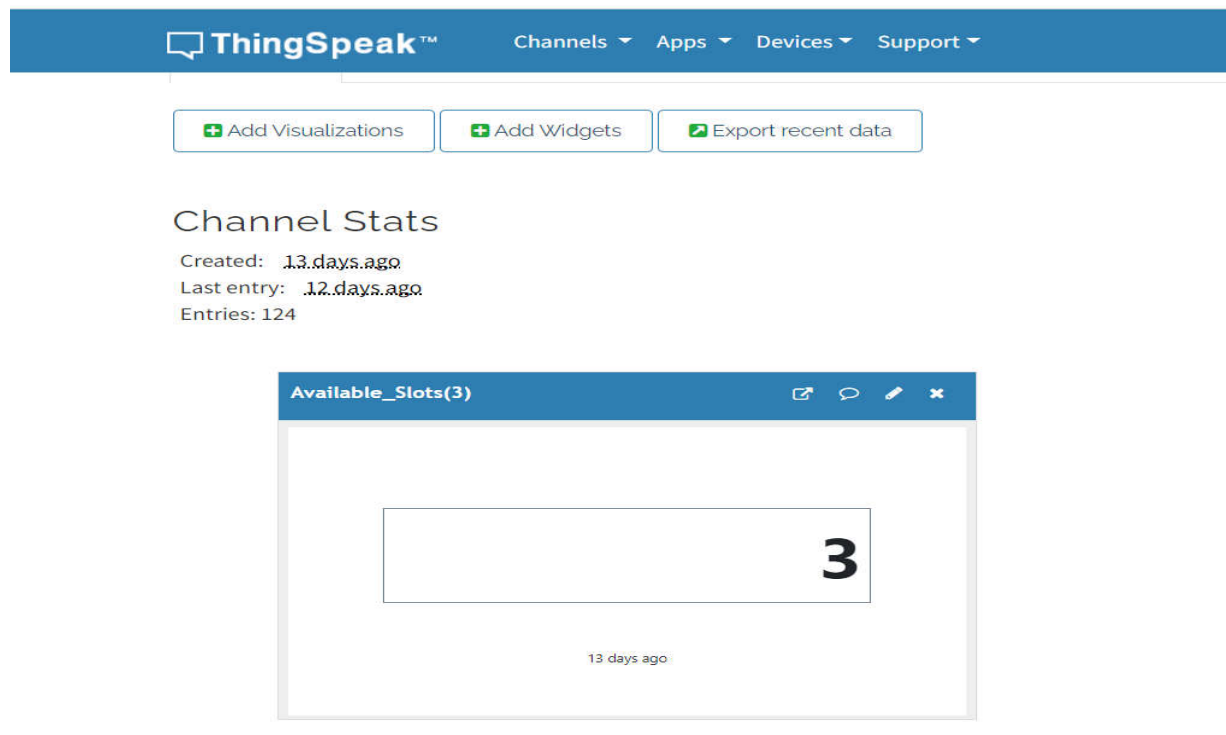 ThingSpeak™ Channels Apps Devices Support
Add Visualizations Add Widgets Export recent data
Channel Stats
Created: 13 days ago
Last entry: 12 days ago
Entries: 124
Available_Slots(3)
3
13 days ago